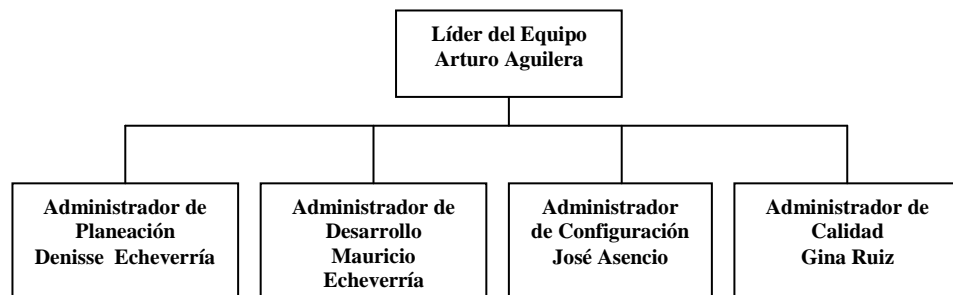 Líder del Equipo
Arturo Aguilera
Administrador de
Planeación
Denisse Echeverría
Administrador de
Desarrollo
Mauricio
Echeverría
Administrador
de Configuración
José Asencio
Administrador de
Calidad
Gina Ruiz